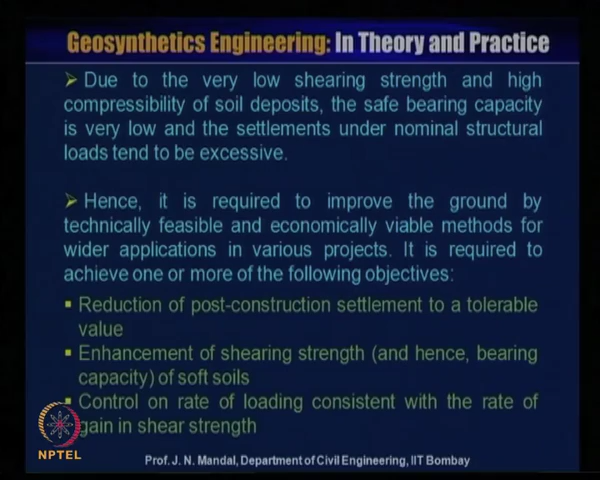 Geosynthetics Engineering: In Theory and Practice
➤ Due to the very low shearing strength and high
compressibility of soil deposits, the safe bearing capacity
is very low and the settlements under nominal structural
loads tend to be excessive.
➤ Hence, it is required to improve the ground by
technically feasible and economically viable methods for
wider applications in various projects. It is required to
achieve one or more of the following objectives:
▪ Reduction of post-construction settlement to a tolerable
value
▪ Enhancement of shearing strength (and hence, bearing
capacity) of soft soils
▪ Control on rate of loading consistent with the rate of
gain in shear strength
NPTEL
Prof. J. N. Mandal, Department of Civil Engineering, IIT Bombay